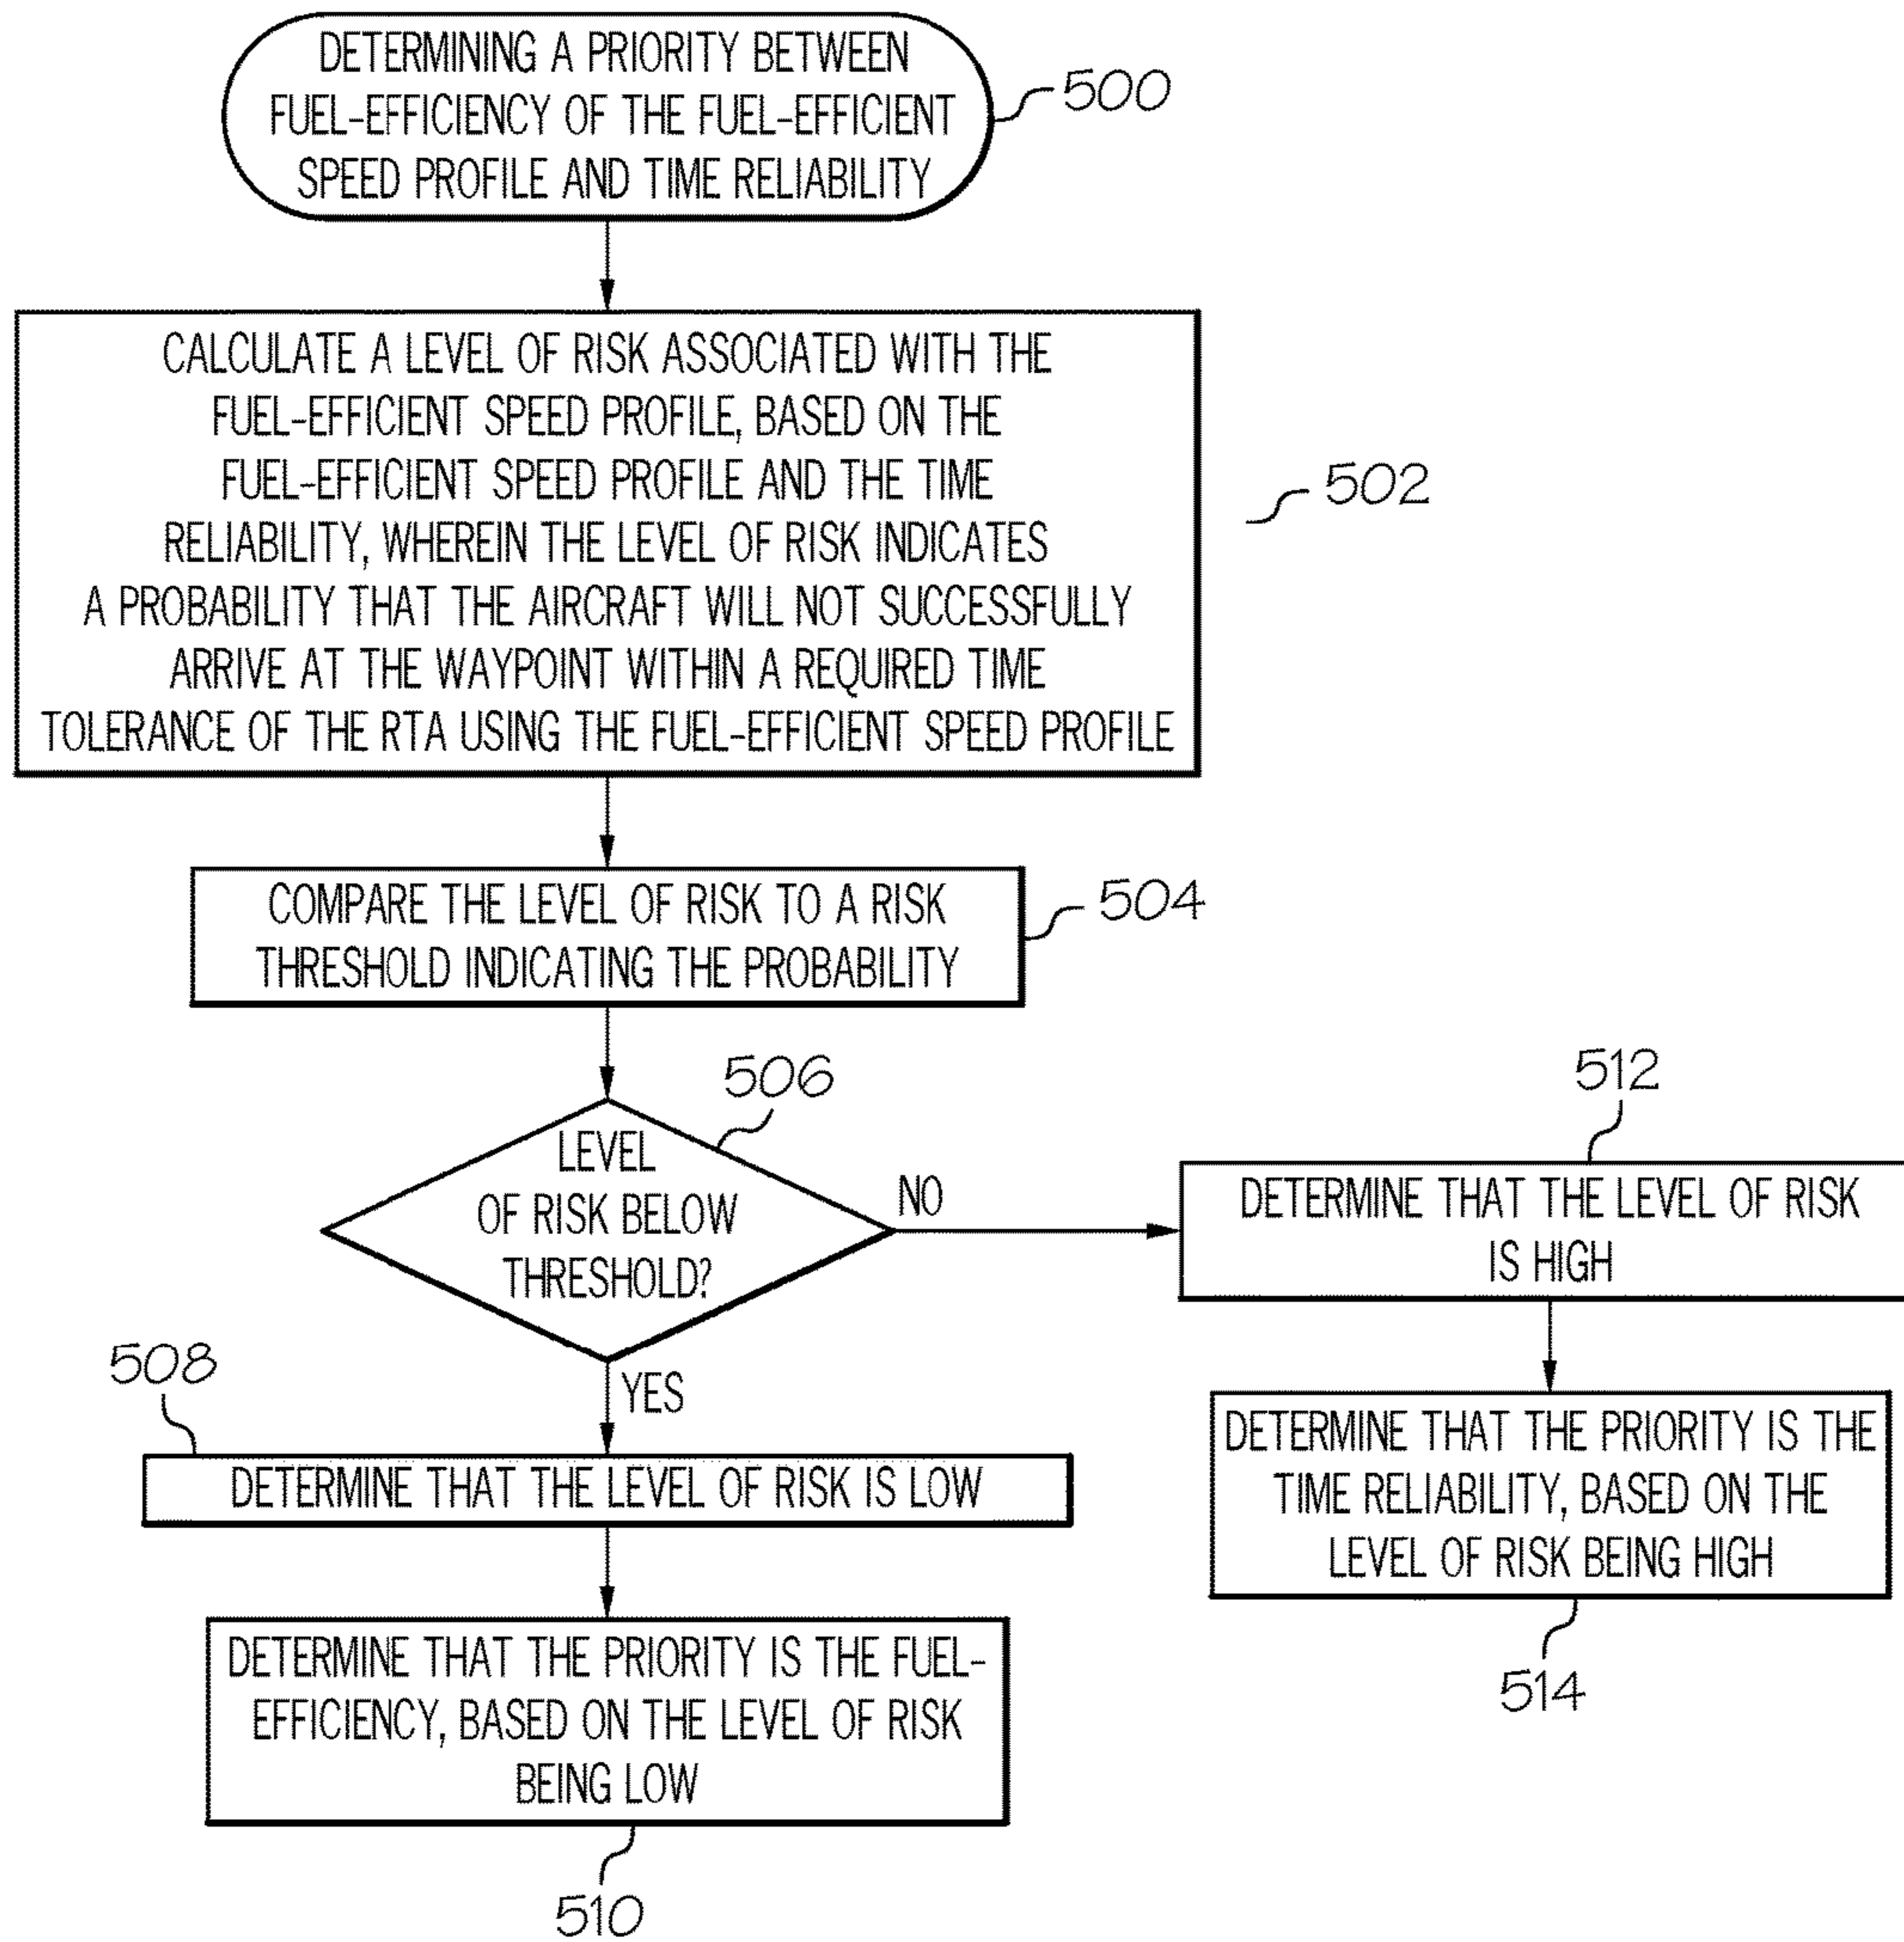 DETERMINING A PRIORITY BETWEEN
FUEL-EFFICIENCY OF THE FUEL-EFFICIENT
SPEED PROFILE AND TIME RELIABILITY
500
CALCULATE A LEVEL OF RISK ASSOCIATED WITH THE
FUEL-EFFICIENT SPEED PROFILE, BASED ON THE
FUEL-EFFICIENT SPEED PROFILE AND THE TIME
RELIABILITY, WHEREIN THE LEVEL OF RISK INDICATES
A PROBABILITY THAT THE AIRCRAFT WILL NOT SUCCESSFULLY
ARRIVE AT THE WAYPOINT WITHIN A REQUIRED TIME
TOLERANCE OF THE RTA USING THE FUEL-EFFICIENT SPEED PROFILE
502
COMPARE THE LEVEL OF RISK TO A RISK
THRESHOLD INDICATING THE PROBABILITY
504
506
LEVEL
OF RISK BELOW
THRESHOLD?
NO
512
DETERMINE THAT THE LEVEL OF RISK
IS HIGH
YES
508
DETERMINE THAT THE LEVEL OF RISK IS LOW
DETERMINE THAT THE PRIORITY IS THE
TIME RELIABILITY, BASED ON THE
LEVEL OF RISK BEING HIGH
514
DETERMINE THAT THE PRIORITY IS THE FUEL-
EFFICIENCY, BASED ON THE LEVEL OF RISK
BEING LOW
510